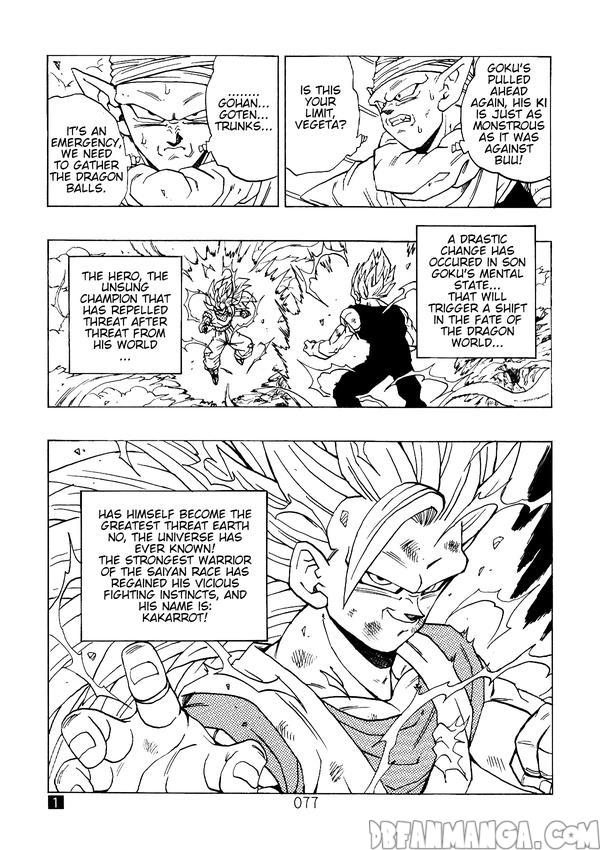 GOKU'S
PULLED
AHEAD
AGAIN, HIS KI
IS JUST AS
MONSTROUS
AS IT WAS
AGAINST
BUU!
IS THIS
YOUR
LIMIT,
VEGETA?
........
GOHAN...
GOTEN...
TRUNKS...
IT'S AN
EMERGENCY,
WE NEED
TO GATHER
THE DRAGON
BALLS.
A DRASTIC
CHANGE HAS
OCCURED IN SON
GOKU'S MENTAL
STATE...
THAT WILL
TRIGGER A SHIFT
IN THE FATE OF
THE DRAGON
WORLD...
THE HERO, THE
UNSUNG
CHAMPION THAT
HAS REPELLED
THREAT AFTER
THREAT FROM
HIS WORLD
...
HAS HIMSELF BECOME THE
GREATEST THREAT EARTH
NO, THE UNIVERSE HAS
EVER KNOWN!
THE STRONGEST WARRIOR
OF THE SAIYAN RACE HAS
REGAINED HIS VICIOUS
FIGHTING INSTINCTS, AND
HIS NAME IS:
KAKARROT!
1
077
DBFANMANGA.COM